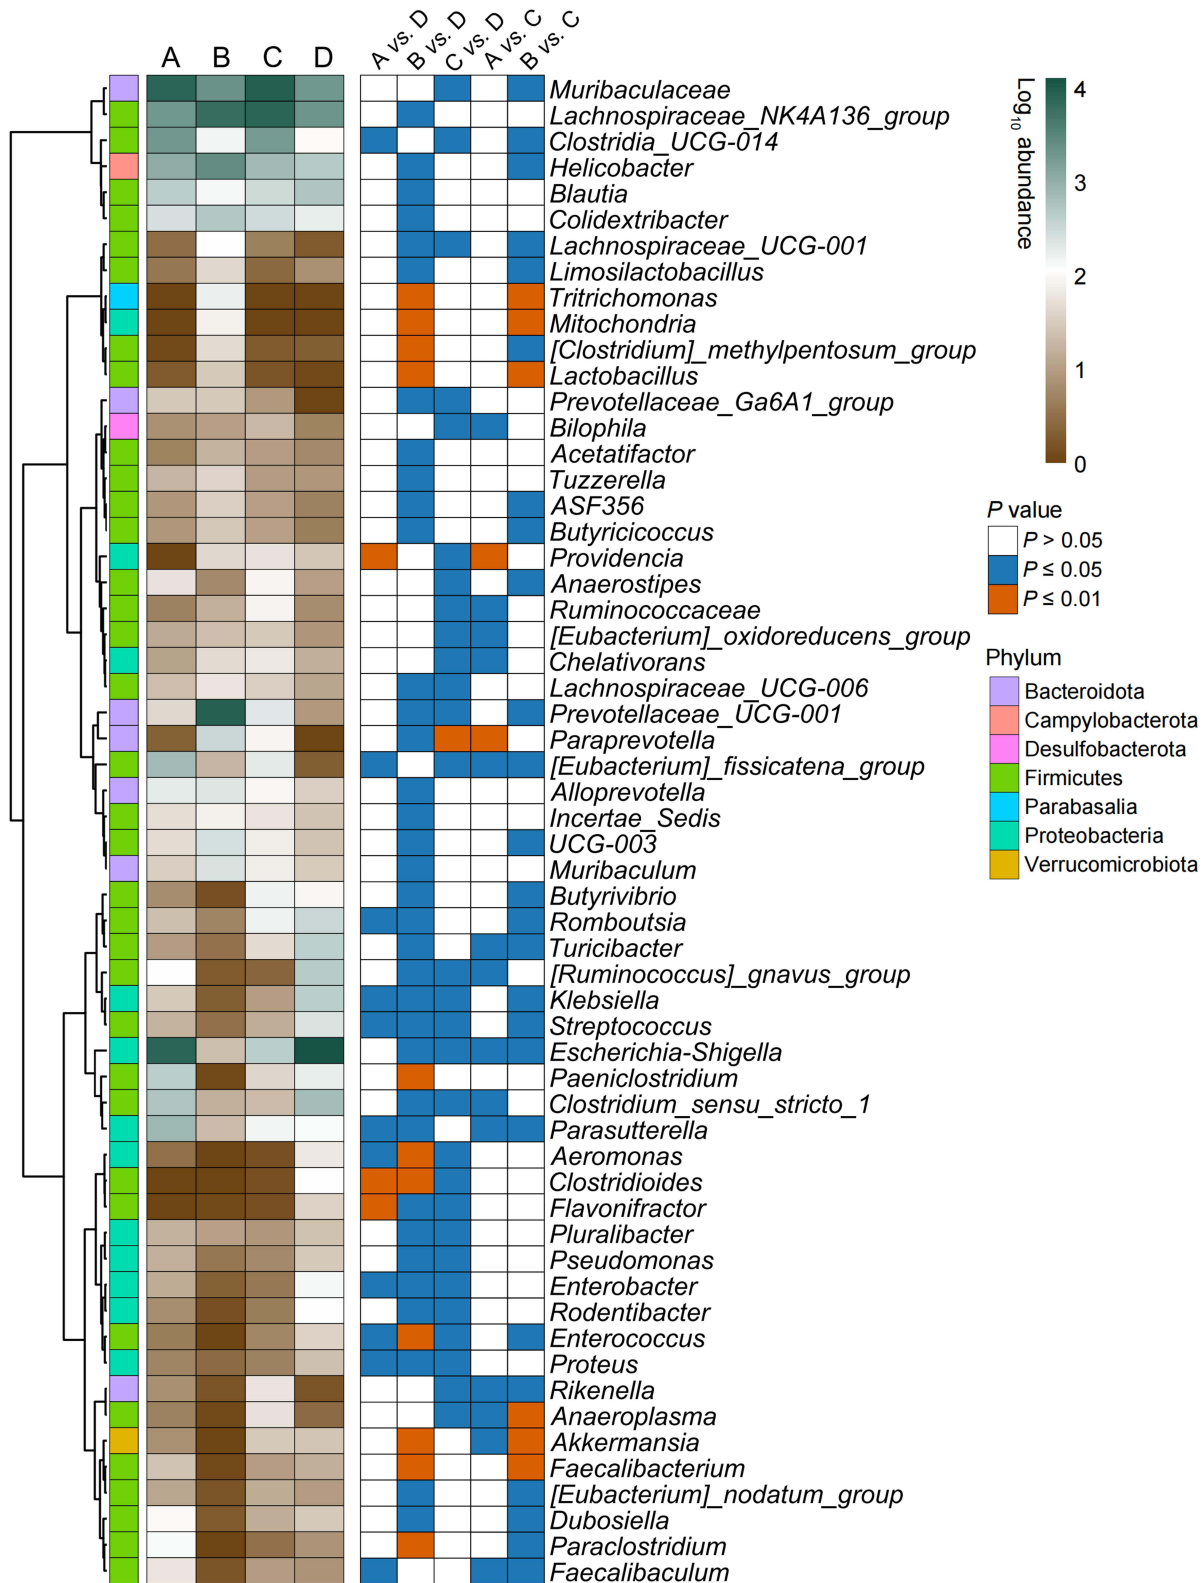 A B C D
A vs. D
B vs. D
C vs. D
A vs. C
B vs. C
Muribaculaceae
Lachnospiraceae_NK4A136_group
Clostridia_UCG-014
Helicobacter
Blautia
Colidextribacter
Lachnospiraceae_UCG-001
Limosilactobacillus
Tritrichomonas
Mitochondria
[Clostridium]_methylpentosum_group
Lactobacillus
Prevotellaceae_Ga6A1_group
Bilophila
Acetatifactor
Tuzzerella
ASF356
Butyricicoccus
Providencia
Anaerostipes
Ruminococcaceae
[Eubacterium]_oxidoreducens_group
Chelativorans
Lachnospiraceae_UCG-006
Prevotellaceae_UCG-001
Paraprevotella
[Eubacterium]_fissicatena_group
Alloprevotella
Incertae_Sedis
UCG-003
Muribaculum
Butyrivibrio
Romboutsia
Turicibacter
[Ruminococcus]_gnavus_group
Klebsiella
Streptococcus
Escherichia-Shigella
Paeniclostridium
Clostridium_sensu_stricto_1
Parasutterella
Aeromonas
Clostridioides
Flavonifractor
Pluralibacter
Pseudomonas
Enterobacter
Rodentibacter
Enterococcus
Proteus
Rikenella
Anaeroplasma
Akkermansia
Faecalibacterium
[Eubacterium]_nodatum_group
Dubosiella
Paraclostridium
Faecalibaculum
Log10 abundance
4
3
2
1
0
P value
P > 0.05
P ≤ 0.05
P ≤ 0.01
Phylum
Bacteroidota
Campylobacterota
Desulfobacterota
Firmicutes
Parabasalia
Proteobacteria
Verrucomicrobiota